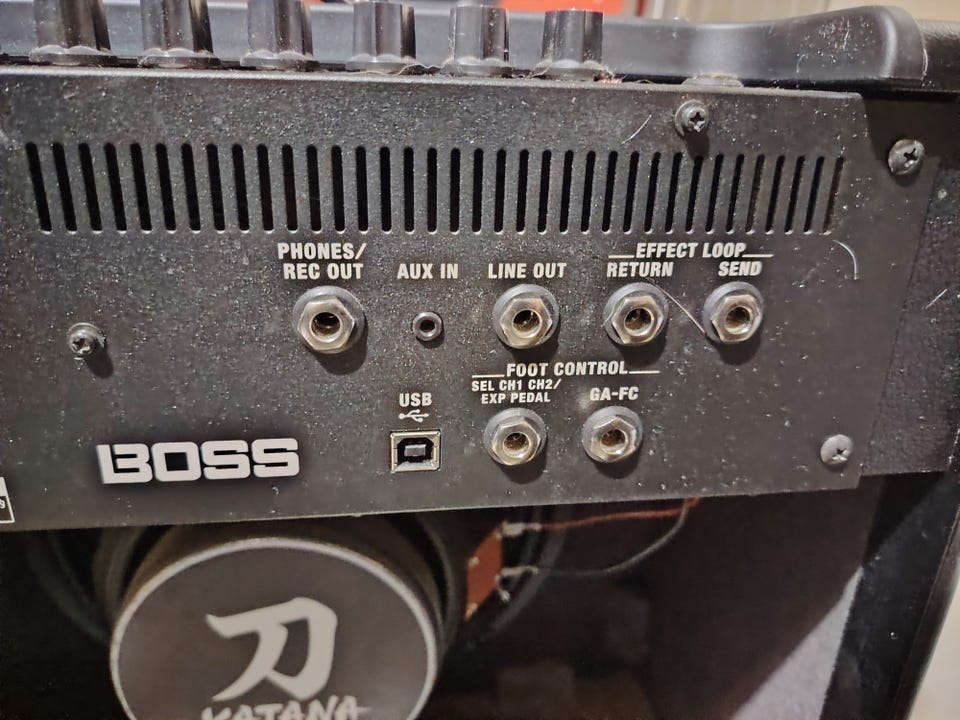 PHONES/
REC OUT
AUX IN
LINE OUT
EFFECT LOOP
RETURN
SEND
FOOT CONTROL
SEL CH1 CH2/
EXP PEDAL
GA-FC
USB
BOSS
刀
KATANA